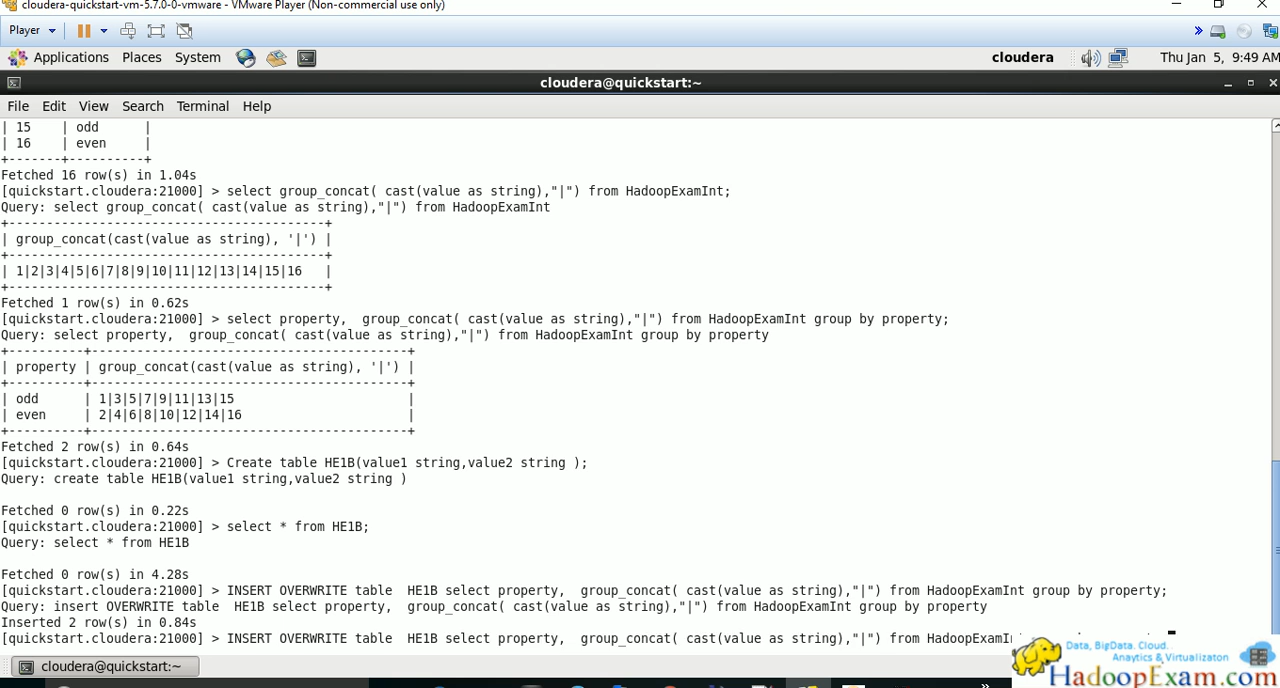 cloudera-quickstart-vm-5.7.0-0-vmware - VMware Player (Non-commercial use only)
Player
Applications Places System cloudera Thu Jan 5, 9:49 AM
cloudera@quickstart:~
File Edit View Search Terminal Help
| 15    | odd      |
| 16    | even     |
+-------+----------+
Fetched 16 row(s) in 1.04s
[quickstart.cloudera:21000] > select group_concat( cast(value as string),"|") from HadoopExamInt;
Query: select group_concat( cast(value as string),"|") from HadoopExamInt
+----------------------------------------+
| group_concat(cast(value as string), '|') |
+----------------------------------------+
| 1|2|3|4|5|6|7|8|9|10|11|12|13|14|15|16   |
+----------------------------------------+
Fetched 1 row(s) in 0.62s
[quickstart.cloudera:21000] > select property,  group_concat( cast(value as string),"|") from HadoopExamInt group by property;
Query: select property,  group_concat( cast(value as string),"|") from HadoopExamInt group by property
+----------+------------------------------------------+
| property | group_concat(cast(value as string), '|') |
+----------+------------------------------------------+
| odd      | 1|3|5|7|9|11|13|15                       |
| even     | 2|4|6|8|10|12|14|16                      |
+----------+------------------------------------------+
Fetched 2 row(s) in 0.64s
[quickstart.cloudera:21000] > Create table HE1B(value1 string,value2 string );
Query: create table HE1B(value1 string,value2 string )
Fetched 0 row(s) in 0.22s
[quickstart.cloudera:21000] > select * from HE1B;
Query: select * from HE1B
Fetched 0 row(s) in 4.28s
[quickstart.cloudera:21000] > INSERT OVERWRITE table  HE1B select property,  group_concat( cast(value as string),"|") from HadoopExamInt group by property;
Query: insert OVERWRITE table  HE1B select property,  group_concat( cast(value as string),"|") from HadoopExamInt group by property
Inserted 2 row(s) in 0.84s
[quickstart.cloudera:21000] > INSERT OVERWRITE table  HE1B select property,  group_concat( cast(value as string),"|") from
cloudera@quickstart:~
Data, BigData. Cloud.
Anaytics & Virtualizaton
HadoopExam.com